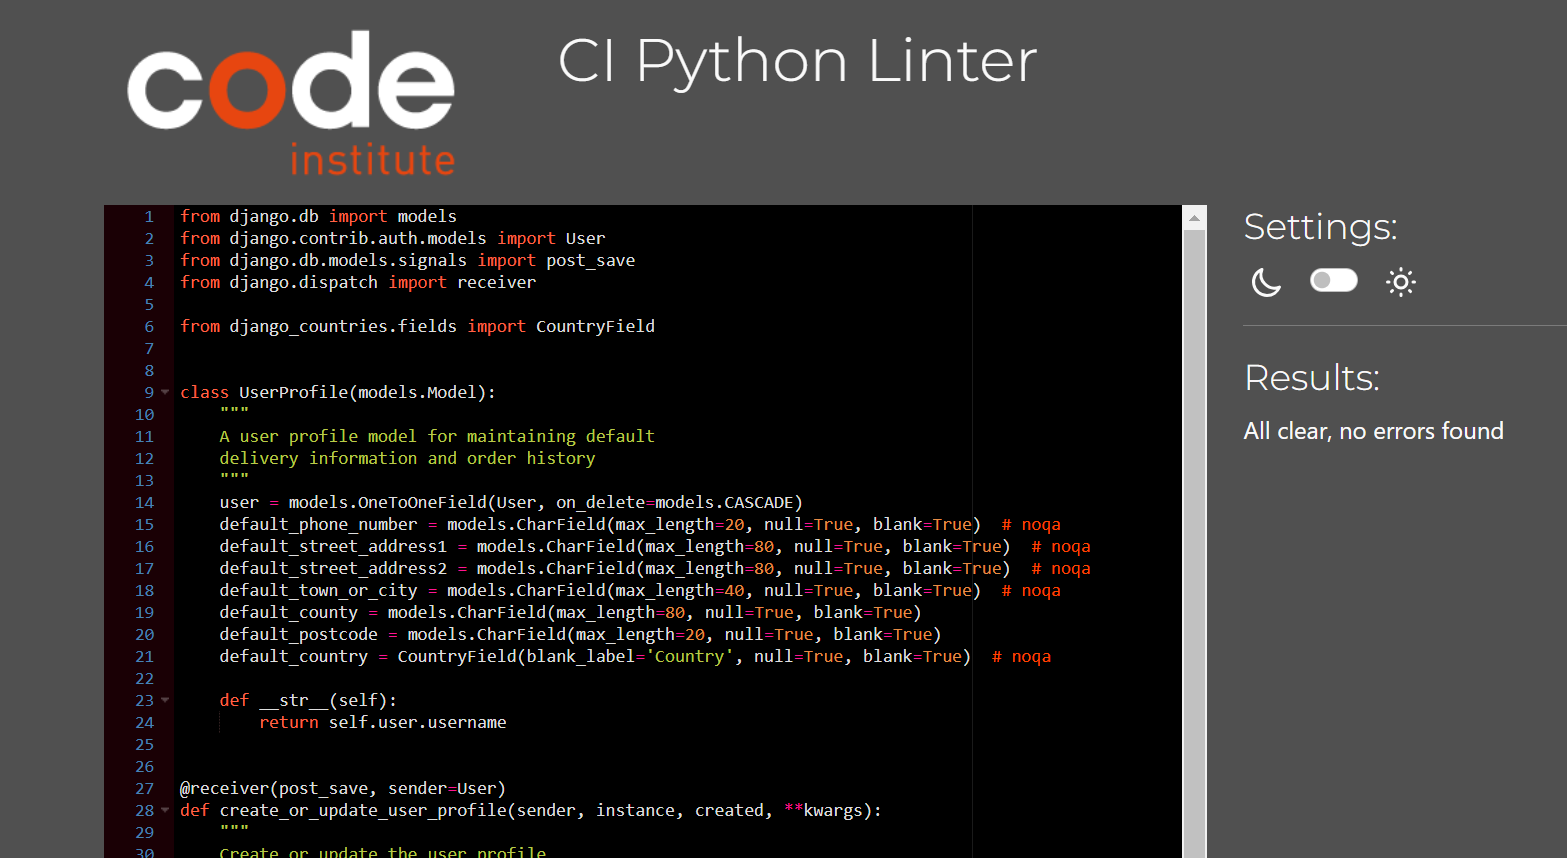 code
institute
CI Python Linter
1 from django.db import models
2 from django.contrib.auth.models import User
3 from django.db.models.signals import post_save
4 from django.dispatch import receiver
5
6 from django_countries.fields import CountryField
7
8
9 class UserProfile(models.Model):
10     """
11     A user profile model for maintaining default
12     delivery information and order history
13     """
14     user = models.OneToOneField(User, on_delete=models.CASCADE)
15     default_phone_number = models.CharField(max_length=20, null=True, blank=True)  # noqa
16     default_street_address1 = models.CharField(max_length=80, null=True, blank=True)  # noqa
17     default_street_address2 = models.CharField(max_length=80, null=True, blank=True)  # noqa
18     default_town_or_city = models.CharField(max_length=40, null=True, blank=True)  # noqa
19     default_county = models.CharField(max_length=80, null=True, blank=True)
20     default_postcode = models.CharField(max_length=20, null=True, blank=True)
21     default_country = CountryField(blank_label='Country', null=True, blank=True)  # noqa
22
23     def __str__(self):
24         return self.user.username
25
26
27 @receiver(post_save, sender=User)
28 def create_or_update_user_profile(sender, instance, created, **kwargs):
29     """
30     Create or update the user profile
Settings:
Results:
All clear, no errors found